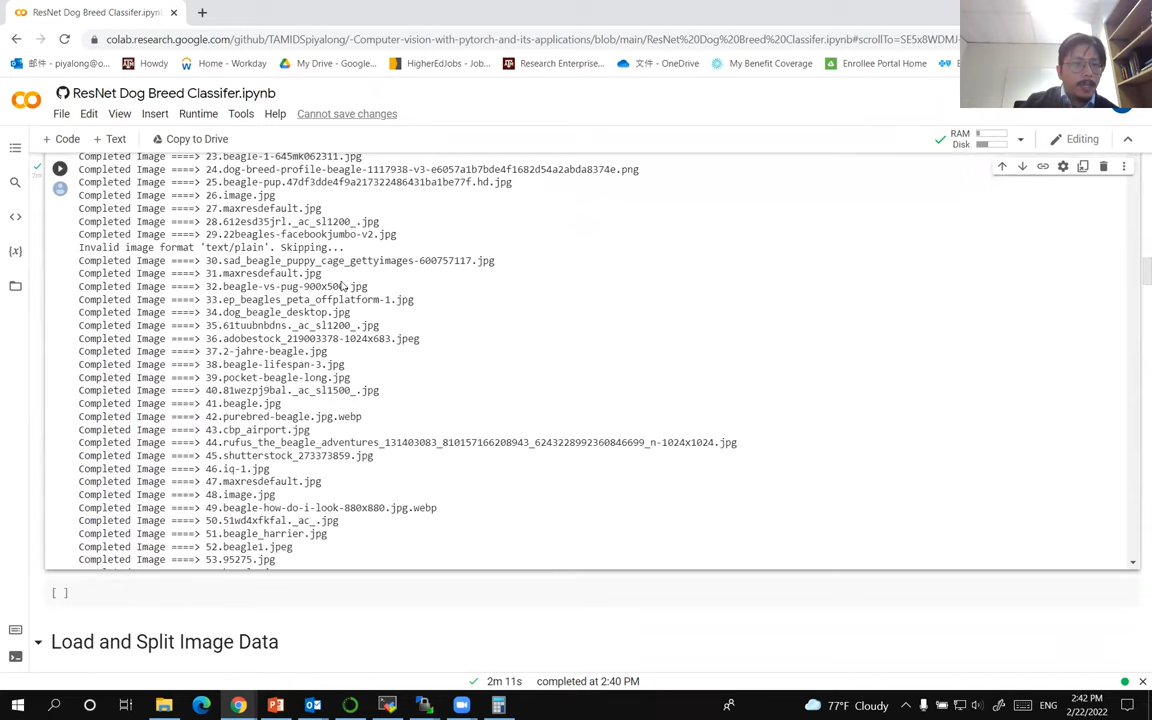 ResNet Dog Breed Classifer.ipynb
colab.research.google.com/github/TAMIDSpiyalong/-Computer-vision-with-pytorch-and-its-applications/blob/main/ResNet%20Dog%20Breed%20Classifer.ipynb#scrollTo=SE5x8WDMJ-
邮件 - piyalong@o... Howdy Home - Workday My Drive - Google... HigherEdJobs - Job... Research Enterprise... 文件 - OneDrive My Benefit Coverage Enrollee Portal Home
ResNet Dog Breed Classifer.ipynb
File Edit View Insert Runtime Tools Help Cannot save changes
+ Code + Text Copy to Drive RAM Disk Editing
Completed Image ====> 23.beagle-1-645mk062311.jpg
Completed Image ====> 24.dog-breed-profile-beagle-1117938-v3-e6057a1b7bde4f1682d54a2abda8374e.png
Completed Image ====> 25.beagle-pup.47df3dde4f9a217322486431ba1be77f.hd.jpg
Completed Image ====> 26.image.jpg
Completed Image ====> 27.maxresdefault.jpg
Completed Image ====> 28.612esd35jrl._ac_sl1200_.jpg
Completed Image ====> 29.22beagles-facebookjumbo-v2.jpg
Invalid image format 'text/plain'. Skipping...
Completed Image ====> 30.sad_beagle_puppy_cage_gettyimages-600757117.jpg
Completed Image ====> 31.maxresdefault.jpg
Completed Image ====> 32.beagle-vs-pug-900x500.jpg
Completed Image ====> 33.ep_beagles_peta_offplatform-1.jpg
Completed Image ====> 34.dog_beagle_desktop.jpg
Completed Image ====> 35.61tuubnbdns._ac_sl1200_.jpg
Completed Image ====> 36.adobestock_219003378-1024x683.jpeg
Completed Image ====> 37.2-jahre-beagle.jpg
Completed Image ====> 38.beagle-lifespan-3.jpg
Completed Image ====> 39.pocket-beagle-long.jpg
Completed Image ====> 40.81wezpj9bal._ac_sl1500_.jpg
Completed Image ====> 41.beagle.jpg
Completed Image ====> 42.purebred-beagle.jpg.webp
Completed Image ====> 43.cbp_airport.jpg
Completed Image ====> 44.rufus_the_beagle_adventures_131403083_810157166208943_6243228992360846699_n-1024x1024.jpg
Completed Image ====> 45.shutterstock_273373859.jpg
Completed Image ====> 46.iq-1.jpg
Completed Image ====> 47.maxresdefault.jpg
Completed Image ====> 48.image.jpg
Completed Image ====> 49.beagle-how-do-i-look-880x880.jpg.webp
Completed Image ====> 50.51wd4xfkfal._ac_.jpg
Completed Image ====> 51.beagle_harrier.jpg
Completed Image ====> 52.beagle1.jpeg
Completed Image ====> 53.95275.jpg
[ ]
Load and Split Image Data
2m 11s completed at 2:40 PM
77°F Cloudy ENG 2:42 PM
2/22/2022